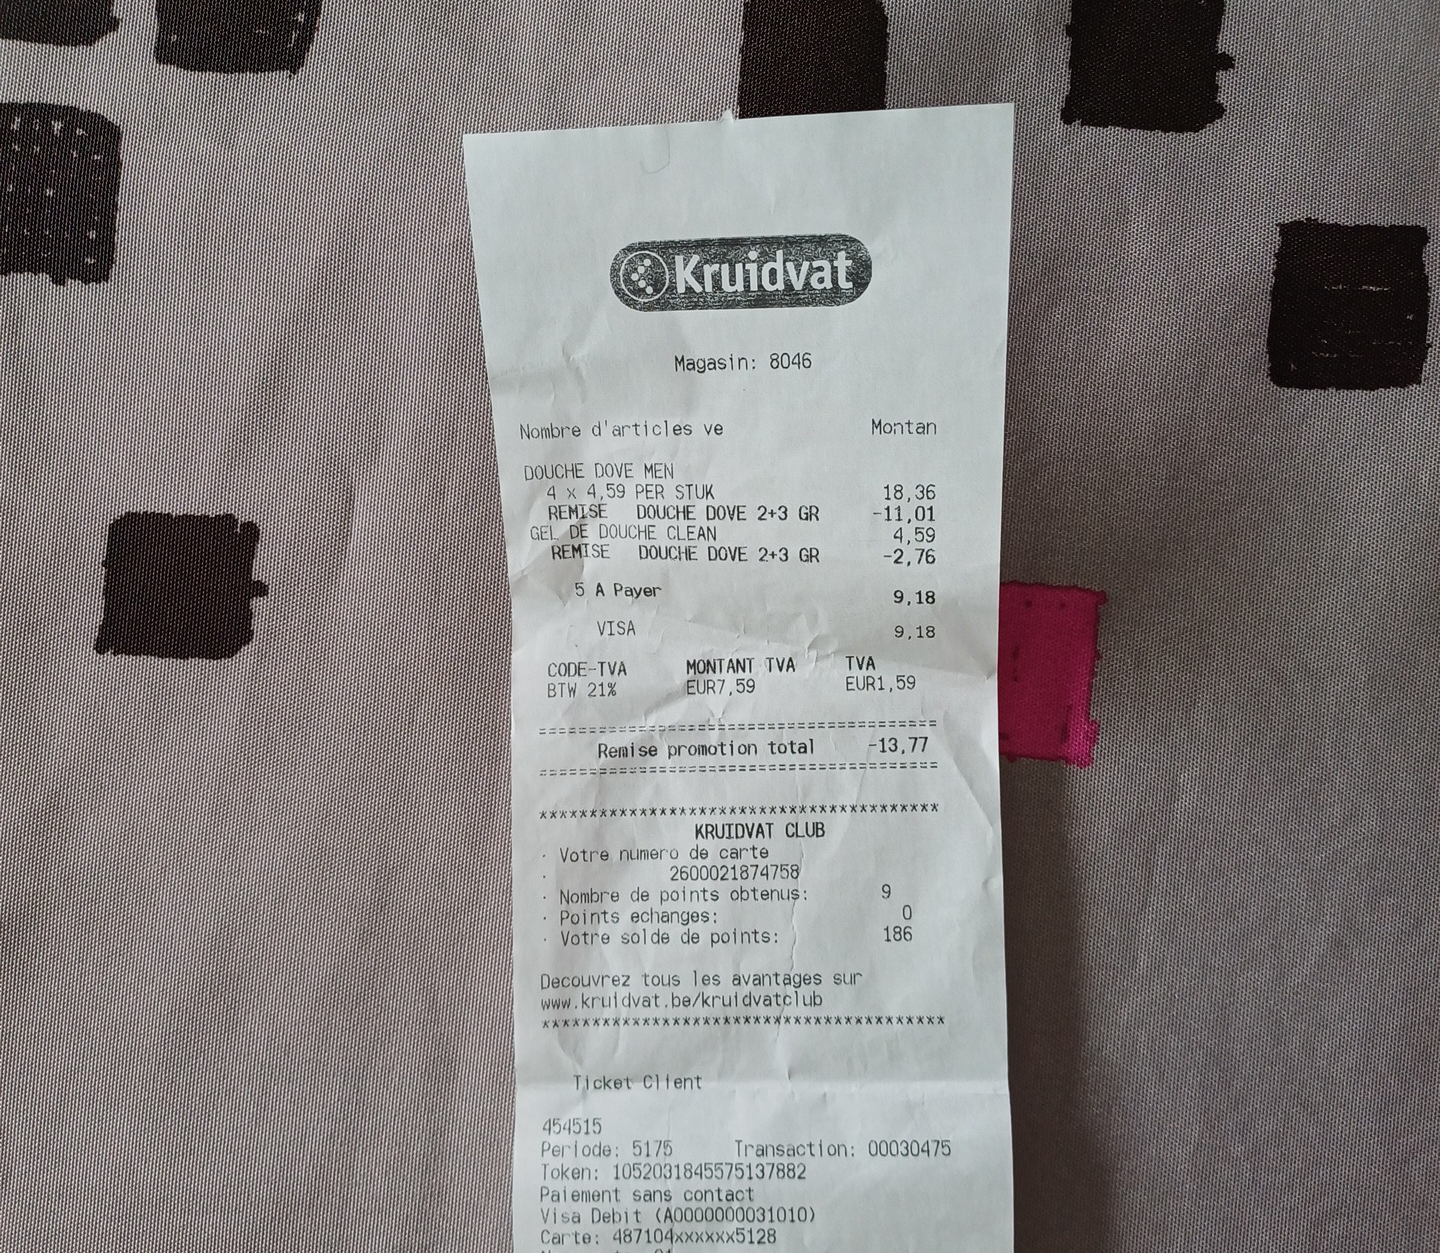 Kruidvat
Magasin: 8046
Nombre d'articles ve Montan
DOUCHE DOVE MEN
4 x 4,59 PER STUK 18,36
REMISE DOUCHE DOVE 2+3 GR -11,01
GEL DE DOUCHE CLEAN 4,59
REMISE DOUCHE DOVE 2+3 GR -2,76
5 A Payer 9,18
VISA 9,18
CODE-TVA MONTANT TVA TVA
BTW 21% EUR7,59 EUR1,59
======================================
Remise promotion total -13,77
======================================
***************************************
KRUIDVAT CLUB
· Votre numero de carte
· 2600021874758
· Nombre de points obtenus: 9
· Points echanges: 0
· Votre solde de points: 186
Decouvrez tous les avantages sur
www.kruidvat.be/kruidvatclub
***************************************
Ticket Client
454515
Periode: 5175 Transaction: 00030475
Token: 1052031845575137882
Paiement sans contact
Visa Debit (A0000000031010)
Carte: 487104xxxxxx5128